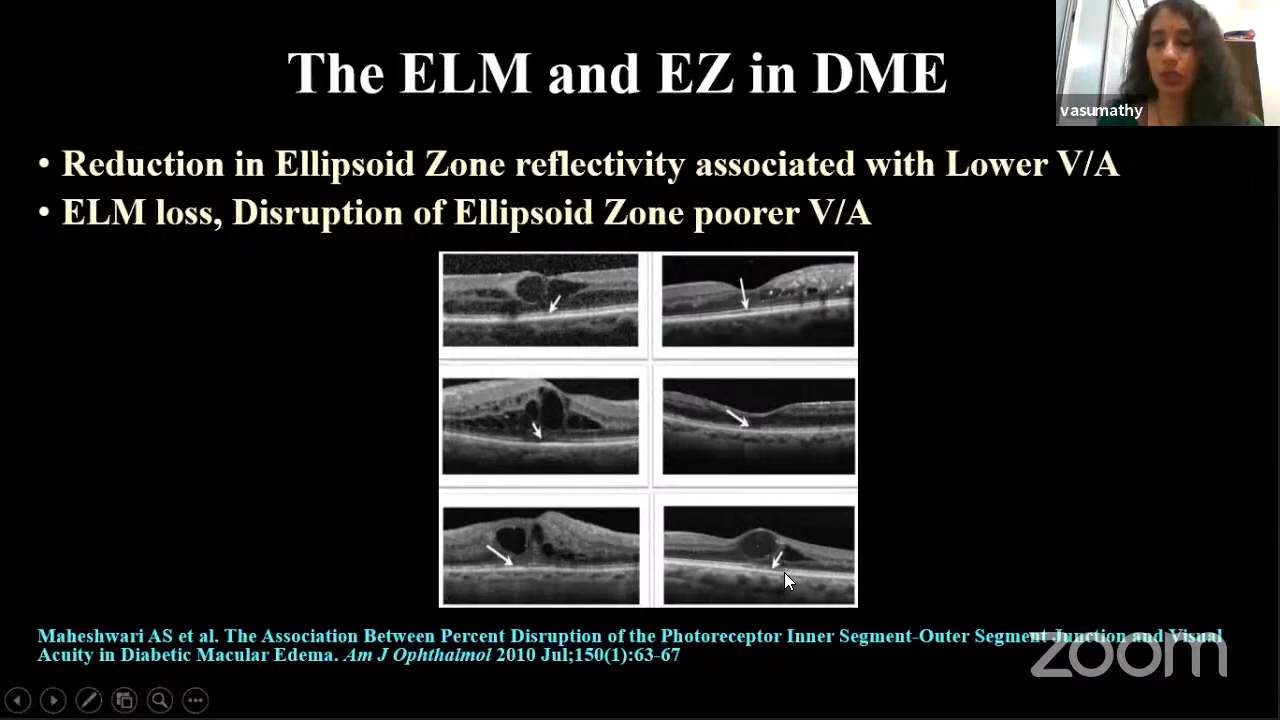 The ELM and EZ in DME
vasumathy
• Reduction in Ellipsoid Zone reflectivity associated with Lower V/A
• ELM loss, Disruption of Ellipsoid Zone poorer V/A
Maheshwari AS et al. The Association Between Percent Disruption of the Photoreceptor Inner Segment-Outer Segment Junction and Visual
Acuity in Diabetic Macular Edema. Am J Ophthalmol 2010 Jul;150(1):63-67
zoom